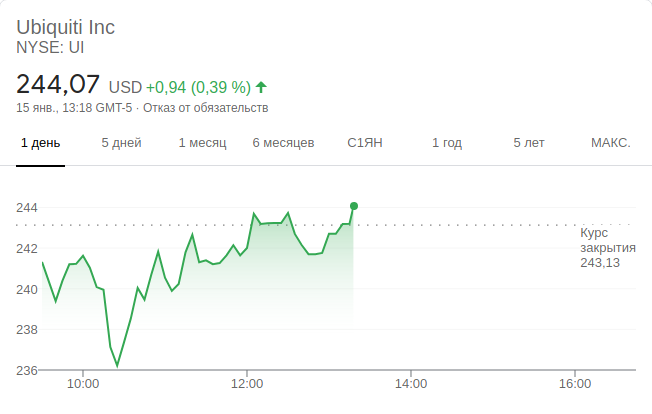 Ubiquiti Inc
NYSE: UI
244,07 USD +0,94 (0,39 %)
15 янв., 13:18 GMT-5 · Отказ от обязательств
1 день 5 дней 1 месяц 6 месяцев С1ЯН 1 год 5 лет МАКС.
244
Курс
закрытия
243,13
242
240
238
236
10:00 12:00 14:00 16:00